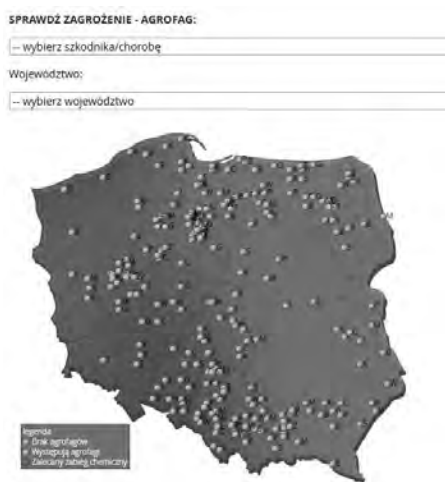 SPRAWDŹ ZAGROŻENIE - AGROFAG:
-- wybierz szkodnika/chorobę
Województwo:
-- wybierz województwo
legenda
Brak agrofagów
Występują agrofagi
Zalecany zabieg chemiczny